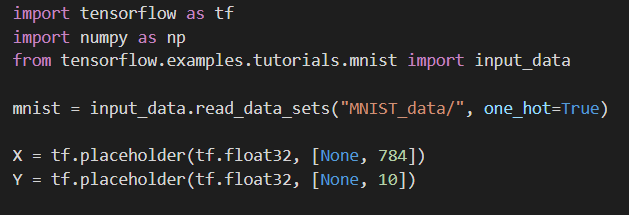 import tensorflow as tf
import numpy as np
from tensorflow.examples.tutorials.mnist import input_data
mnist = input_data.read_data_sets("MNIST_data/", one_hot=True)
X = tf.placeholder(tf.float32, [None, 784])
Y = tf.placeholder(tf.float32, [None, 10])